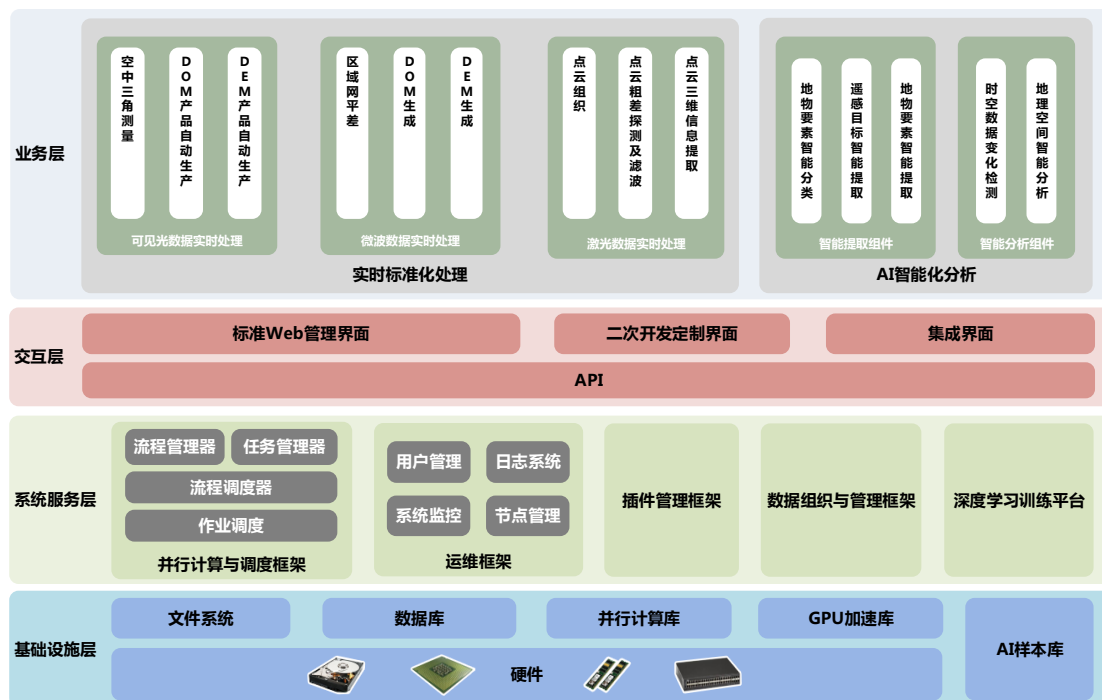 业务层
空中三角测量
DOM产品自动生产
DEM产品自动生产
可见光数据实时处理
区域网平差
DOM生成
DEM生成
微波数据实时处理
点云组织
点云粗差探测及滤波
点云三维信息提取
激光数据实时处理
实时标准化处理
地物要素智能分类
遥感目标智能提取
地物要素智能提取
智能提取组件
时空数据变化检测
地理空间智能分析
智能分析组件
AI智能化分析
交互层
标准Web管理界面
二次开发定制界面
集成界面
API
系统服务层
流程管理器
任务管理器
流程调度器
作业调度
并行计算与调度框架
用户管理
日志系统
系统监控
节点管理
运维框架
插件管理框架
数据组织与管理框架
深度学习训练平台
基础设施层
文件系统
数据库
并行计算库
GPU加速库
硬件
AI样本库